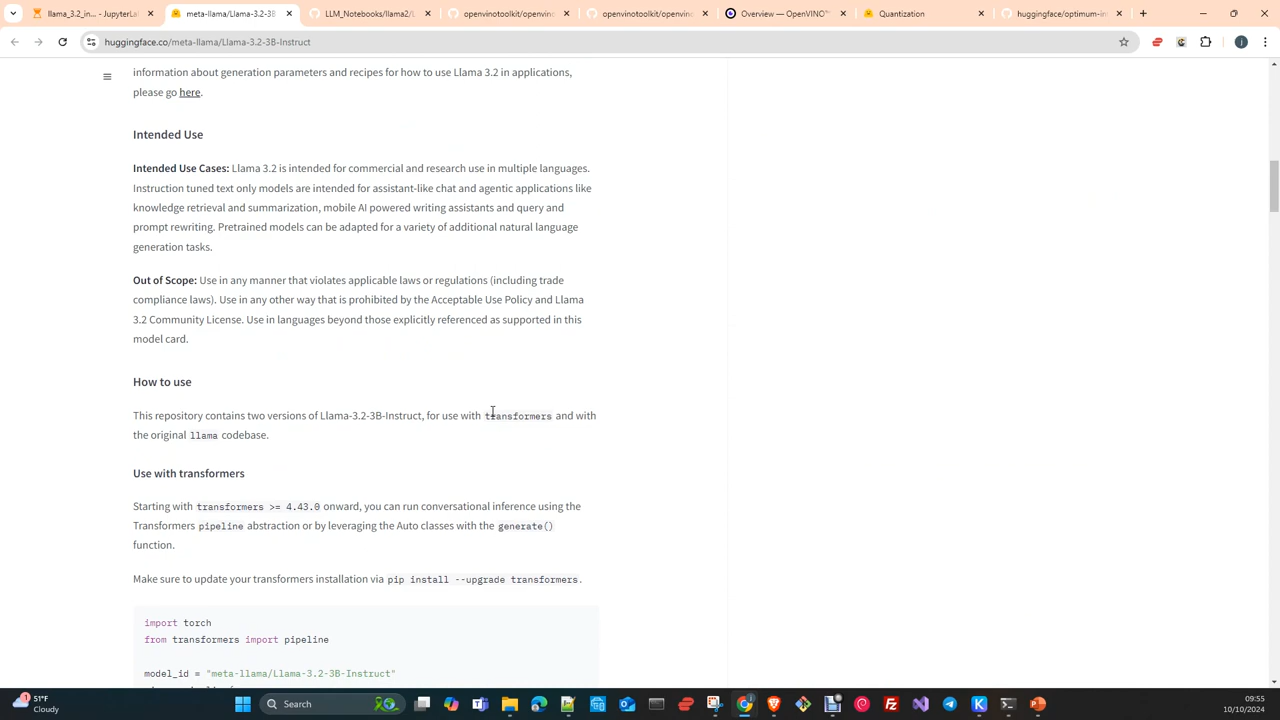 llama_3.2_in... - JupyterLab
meta-llama/Llama-3.2-3B-
LLM_Notebooks/llama2/L
openvinotoolkit/openvino
openvinotoolkit/openvin
Overview — OpenVINO™
Quantization
huggingface/optimum-int
huggingface.co/meta-llama/Llama-3.2-3B-Instruct
information about generation parameters and recipes for how to use Llama 3.2 in applications,
please go here.
Intended Use
Intended Use Cases: Llama 3.2 is intended for commercial and research use in multiple languages.
Instruction tuned text only models are intended for assistant-like chat and agentic applications like
knowledge retrieval and summarization, mobile AI powered writing assistants and query and
prompt rewriting. Pretrained models can be adapted for a variety of additional natural language
generation tasks.
Out of Scope: Use in any manner that violates applicable laws or regulations (including trade
compliance laws). Use in any other way that is prohibited by the Acceptable Use Policy and Llama
3.2 Community License. Use in languages beyond those explicitly referenced as supported in this
model card.
How to use
This repository contains two versions of Llama-3.2-3B-Instruct, for use with transformers and with
the original llama codebase.
Use with transformers
Starting with transformers >= 4.43.0 onward, you can run conversational inference using the
Transformers pipeline abstraction or by leveraging the Auto classes with the generate()
function.
Make sure to update your transformers installation via pip install --upgrade transformers.
import torch
from transformers import pipeline
model_id = "meta-llama/Llama-3.2-3B-Instruct"
51°F
Cloudy
Search
09:55
10/10/2024